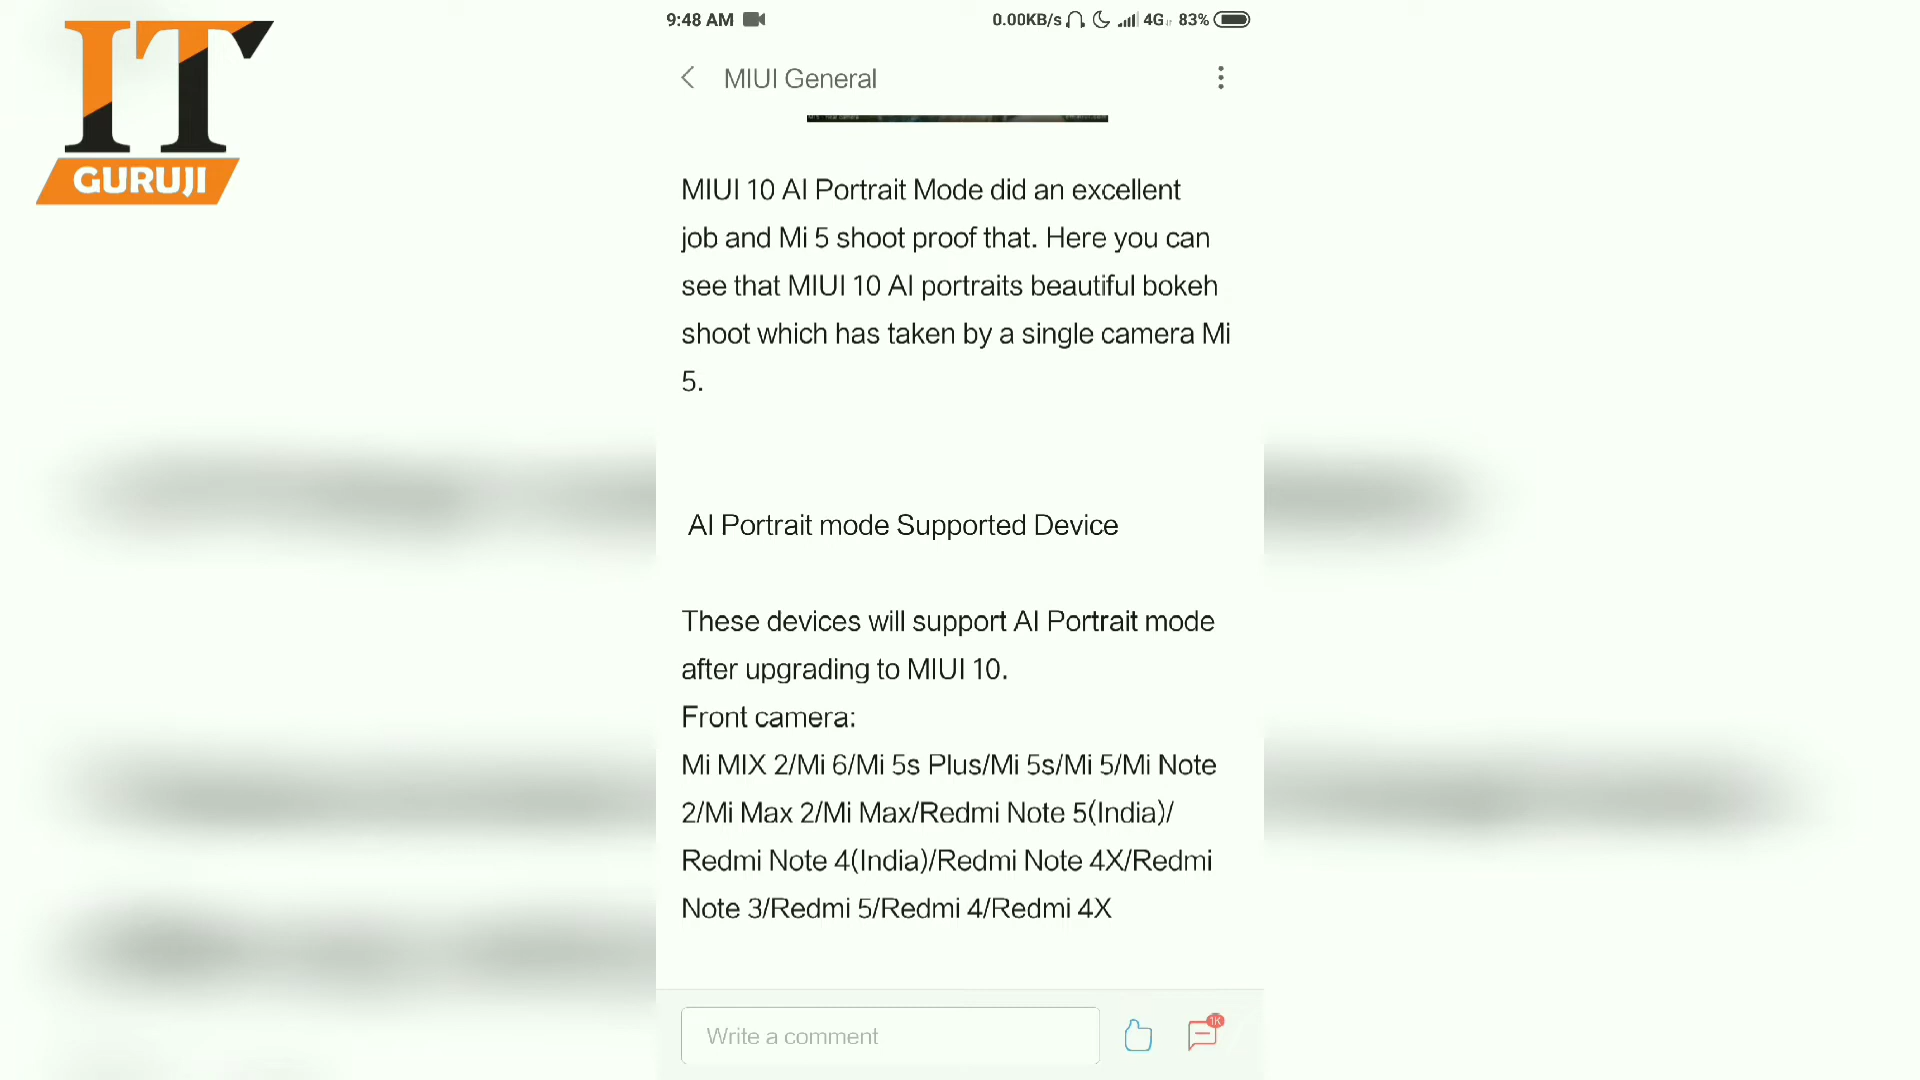 IT
GURUJI
9:48 AM
0.00KB/s 4G 83%
MIUI General
MIUI 10 AI Portrait Mode did an excellent
job and Mi 5 shoot proof that. Here you can
see that MIUI 10 AI portraits beautiful bokeh
shoot which has taken by a single camera Mi
5.
AI Portrait mode Supported Device
These devices will support AI Portrait mode
after upgrading to MIUI 10.
Front camera:
Mi MIX 2/Mi 6/Mi 5s Plus/Mi 5s/Mi 5/Mi Note
2/Mi Max 2/Mi Max/Redmi Note 5(India)/
Redmi Note 4(India)/Redmi Note 4X/Redmi
Note 3/Redmi 5/Redmi 4/Redmi 4X
Write a comment
1K